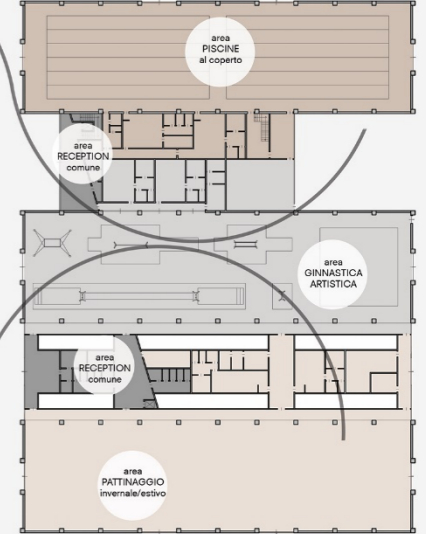 area
PISCINE
al coperto
area
RECEPTION
comune
area
GINNASTICA
ARTISTICA
area
RECEPTION
comune
area
PATTINAGGIO
invernale/estivo